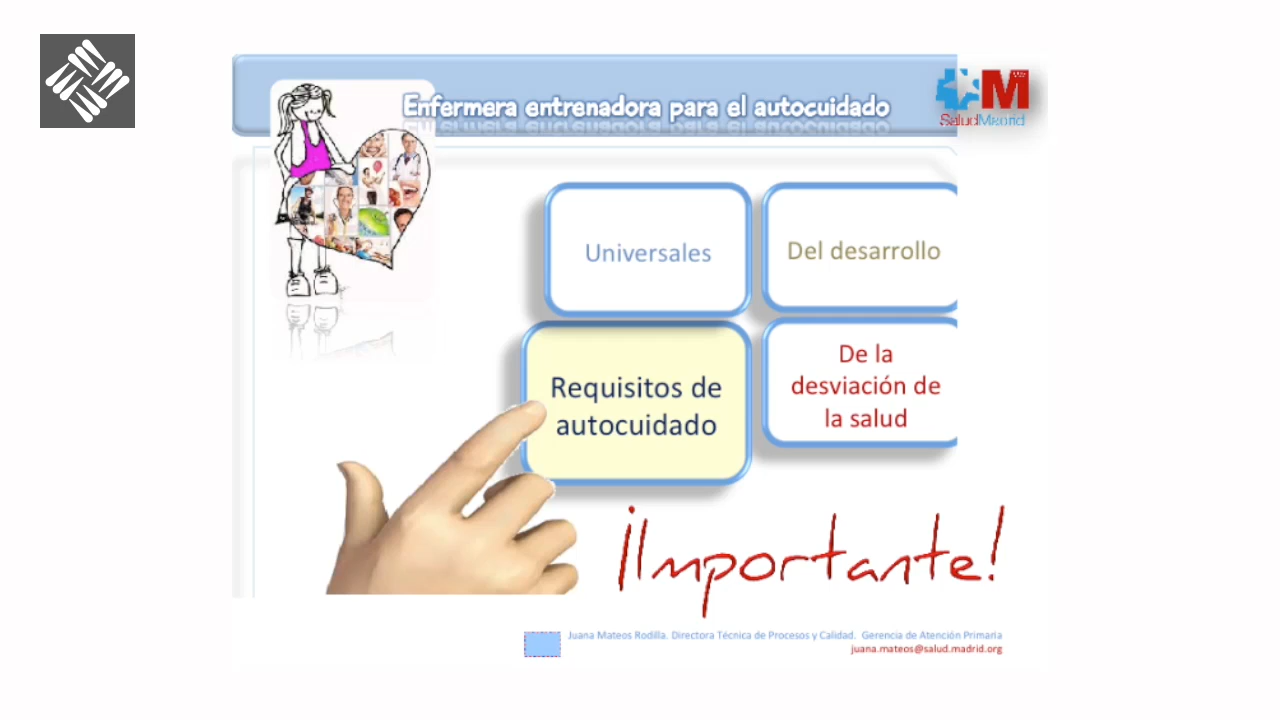 Enfermera entrenadora para el autocuidado
M
SaludMadrid
Universales
Del desarrollo
Requisitos de
autocuidado
De la
desviación de
la salud
¡Importante!
Juana Mateos Rodilla. Directora Técnica de Procesos y Calidad. Gerencia de Atención Primaria
juana.mateos@salud.madrid.org